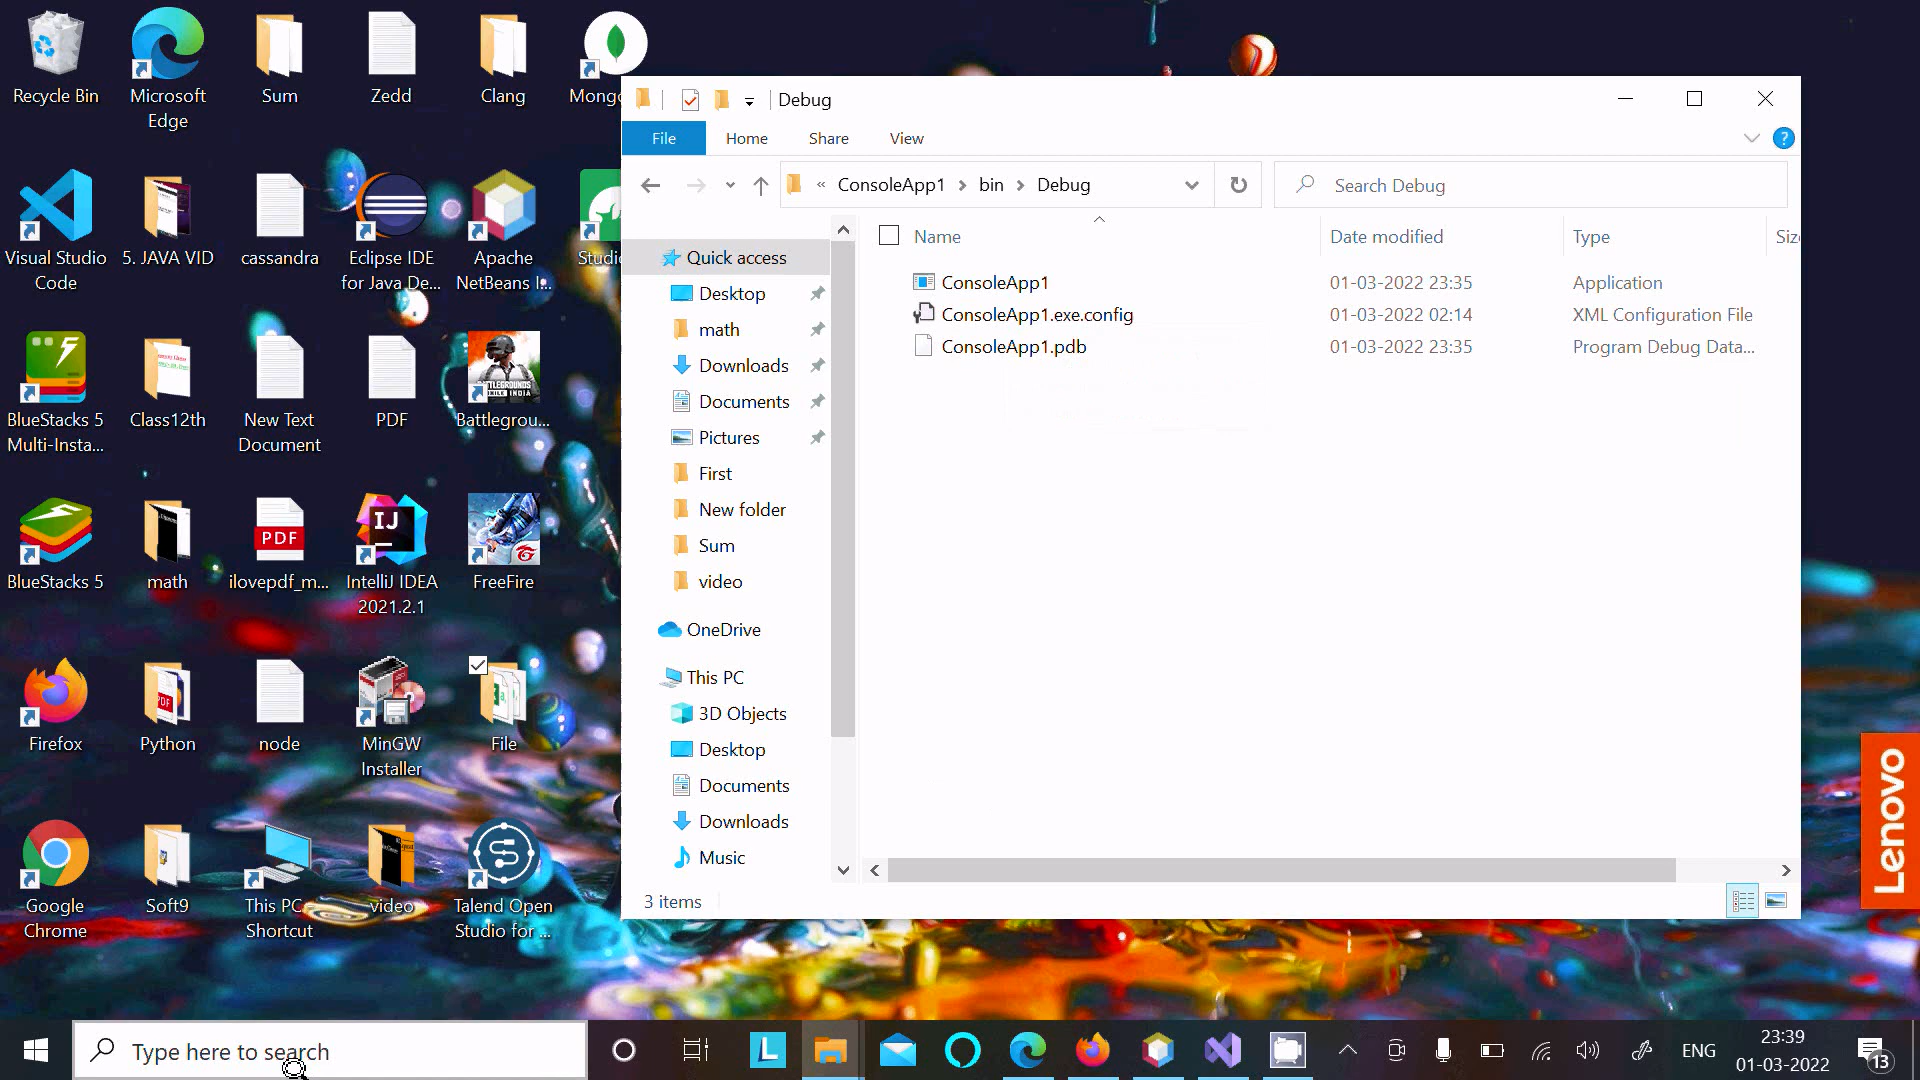 Recycle Bin
Microsoft
Edge
Sum
Zedd
Clang
Mong
Visual Studio
Code
5. JAVA VID
cassandra
Eclipse IDE
for Java De...
Apache
NetBeans I...
Studi
BlueStacks 5
Multi-Insta...
Class12th
New Text
Document
PDF
Battlegrou...
BlueStacks 5
math
PDF
ilovepdf_m...
IJ
IntelliJ IDEA
2021.2.1
FreeFire
Firefox
Python
node
MinGW
Installer
File
Google
Chrome
Soft9
This PC -
Shortcut
video
Talend Open
Studio for ...
Debug
File
Home
Share
View
?
« ConsoleApp1 > bin > Debug
Search Debug
Name
Date modified
Type
Siz
ConsoleApp1
01-03-2022 23:35
Application
ConsoleApp1.exe.config
01-03-2022 02:14
XML Configuration File
ConsoleApp1.pdb
01-03-2022 23:35
Program Debug Data...
Quick access
Desktop
math
Downloads
Documents
Pictures
First
New folder
Sum
video
OneDrive
This PC
3D Objects
Desktop
Documents
Downloads
Music
3 items
Lenovo
Type here to search
L
ENG
23:39
01-03-2022
13